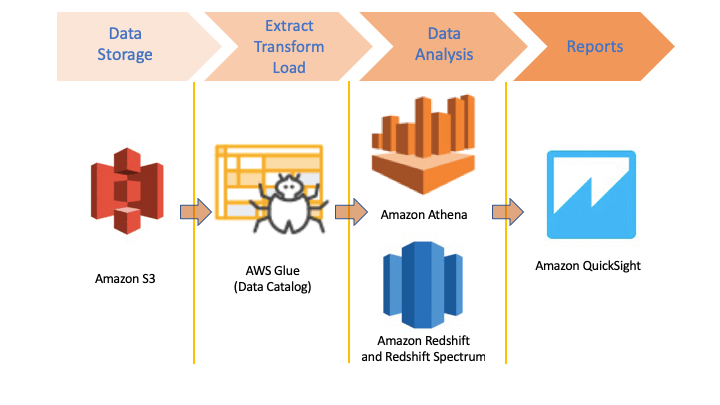 Data
Storage
Extract
Transform
Load
Data
Analysis
Reports
Amazon S3
AWS Glue
(Data Catalog)
Amazon Athena
Amazon Redshift
and Redshift Spectrum
Amazon QuickSight